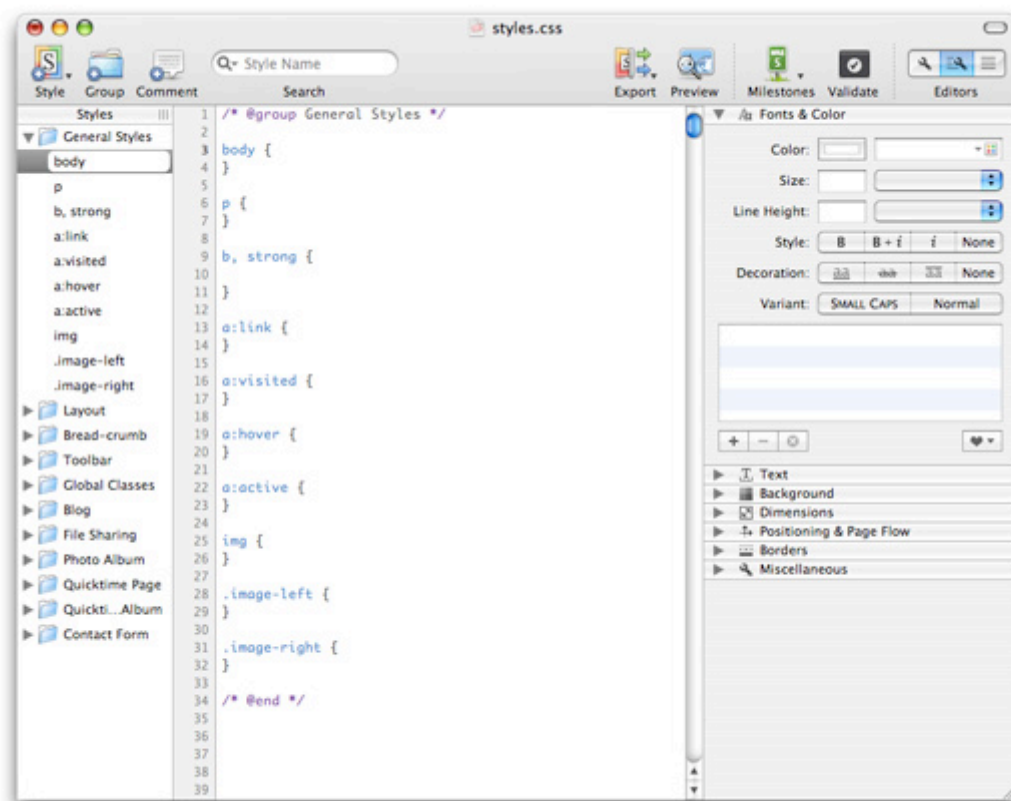 styles.css
Style Name
Style Group Comment Search Export Preview Milestones Validate Editors
Styles
General Styles
body
p
b, strong
a:link
a:visited
a:hover
a:active
img
.image-left
.image-right
Layout
Bread-crumb
Toolbar
Global Classes
Blog
File Sharing
Photo Album
Quicktime Page
Quickti...Album
Contact Form
1 /* @group General Styles */
2
3 body {
4 }
5
6 p {
7 }
8
9 b, strong {
10
11 }
12
13 a:link {
14 }
15
16 a:visited {
17 }
18
19 a:hover {
20 }
21
22 a:active {
23 }
24
25 img {
26 }
27
28 .image-left {
29 }
30
31 .image-right {
32 }
33
34 /* @end */
35
36
37
38
39
Aa Fonts & Color
Color:
Size:
Line Height:
Style: B B + i i None
Decoration: aa aa aa None
Variant: SMALL CAPS Normal
T Text
Background
Dimensions
Positioning & Page Flow
Borders
Miscellaneous